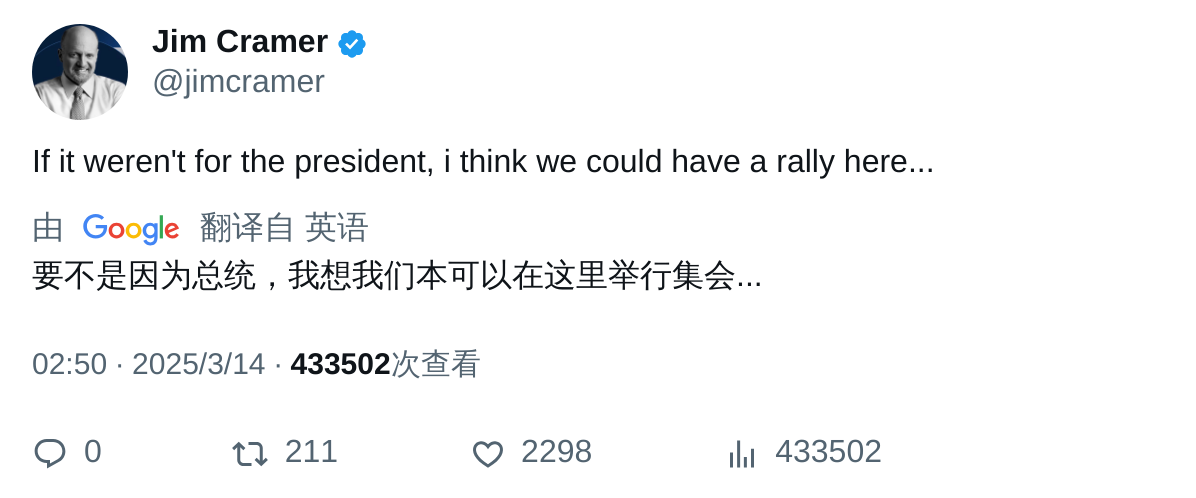 Jim Cramer
@jimcramer
If it weren't for the president, i think we could have a rally here...
由 Google 翻译自 英语
要不是因为总统，我想我们本可以在这里举行集会...
02:50 · 2025/3/14 · 433502次查看
0 211 2298 433502